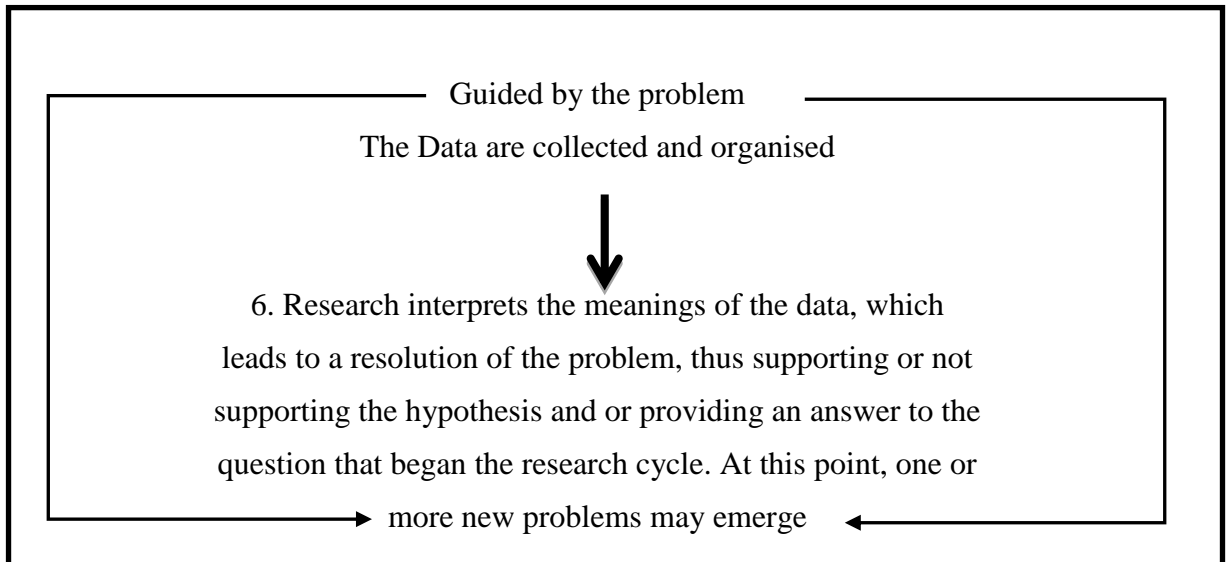 Guided by the problem
The Data are collected and organised
6. Research interprets the meanings of the data, which
leads to a resolution of the problem, thus supporting or not
supporting the hypothesis and or providing an answer to the
question that began the research cycle. At this point, one or
more new problems may emerge